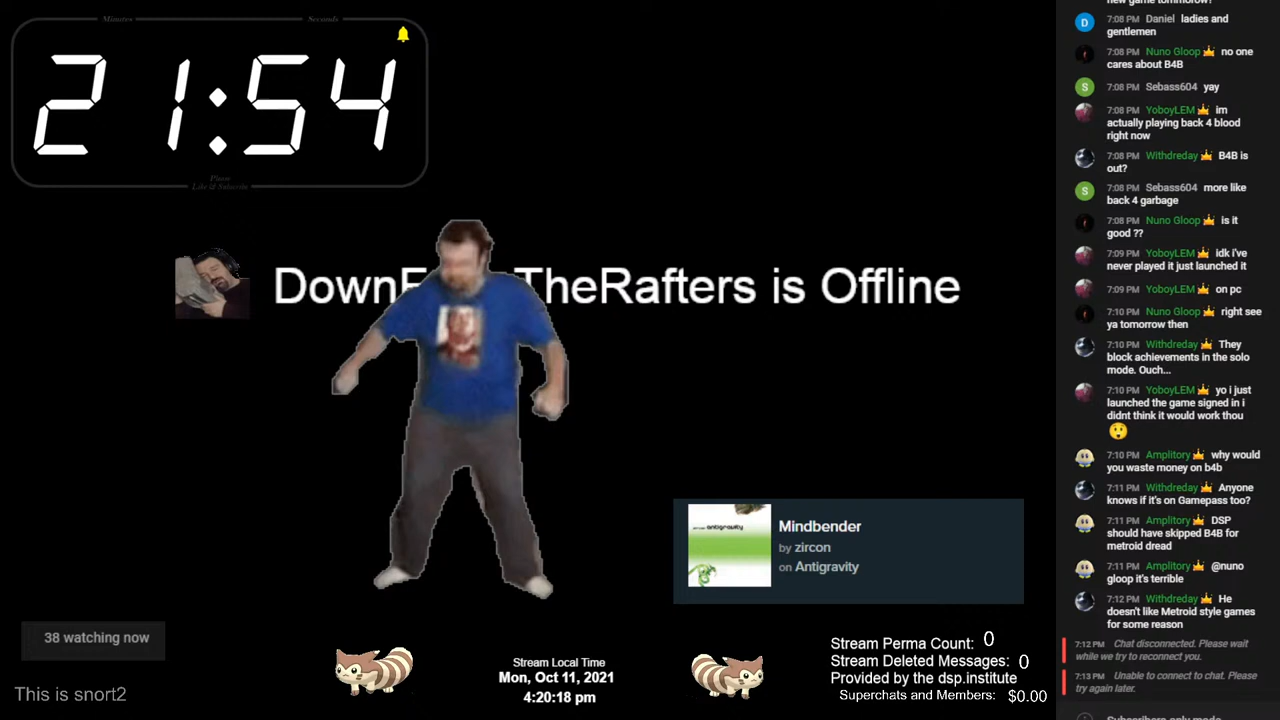 Minutes
Seconds
21:54
Please
Like & Subscribe
DownF TheRafters is Offline
antigravity
Mindbender
by zircon
on Antigravity
38 watching now
This is snort2
Stream Local Time
Mon, Oct 11, 2021
4:20:18 pm
Stream Perma Count: 0
Stream Deleted Messages: 0
Provided by the dsp.institute
Superchats and Members: $0.00
new game tommorow?
D 7:08 PM Daniel ladies and
gentlemen
7:08 PM Nuno Gloop no one
cares about B4B
S 7:08 PM Sebass604 yay
7:08 PM YoboyLEM im
actually playing back 4 blood
right now
7:08 PM Withdreday B4B is
out?
S 7:08 PM Sebass604 more like
back 4 garbage
7:08 PM Nuno Gloop is it
good ??
7:09 PM YoboyLEM idk i've
never played it just launched it
7:09 PM YoboyLEM on pc
7:10 PM Nuno Gloop right see
ya tomorrow then
7:10 PM Withdreday They
block achievements in the solo
mode. Ouch...
7:10 PM YoboyLEM yo i just
launched the game signed in i
didnt think it would work thou
😲
7:10 PM Amplitory why would
you waste money on b4b
7:11 PM Withdreday Anyone
knows if it's on Gamepass too?
7:11 PM Amplitory DSP
should have skipped B4B for
metroid dread
7:11 PM Amplitory @nuno
gloop it's terrible
7:12 PM Withdreday He
doesn't like Metroid style games
for some reason
7:12 PM Chat disconnected. Please wait
while we try to reconnect you.
7:13 PM Unable to connect to chat. Please
try again later.
Subscribers-only mode